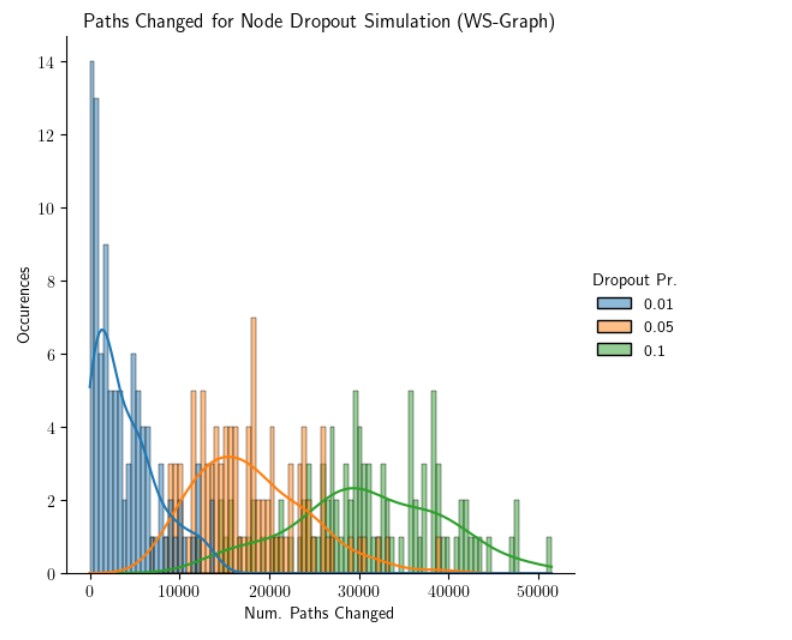 Paths Changed for Node Dropout Simulation (WS-Graph)
14
12
10
8
6
4
2
0
Occurences
0 10000 20000 30000 40000 50000
Num. Paths Changed
Dropout Pr.
0.01
0.05
0.1